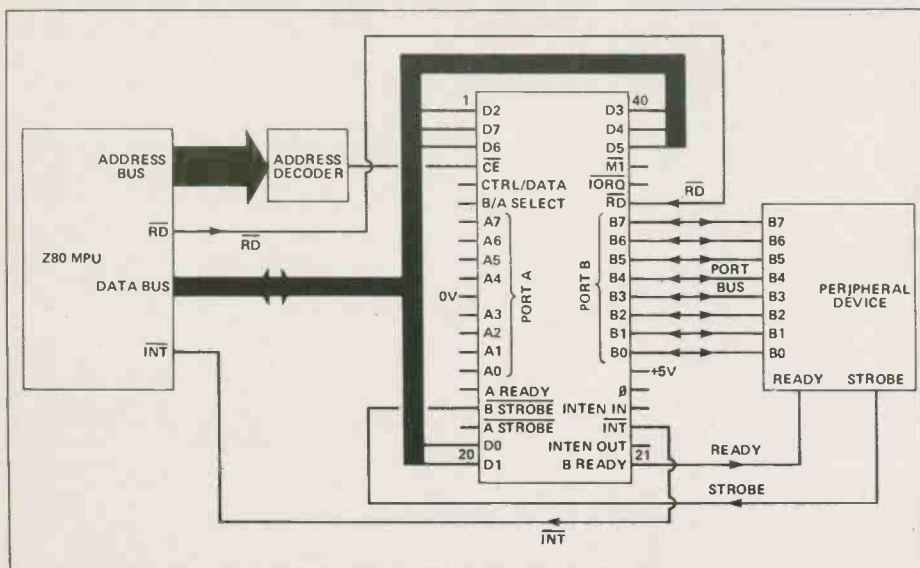 1
40
D2
D3
D7
D4
D6
D5
ADDRESS
BUS
ADDRESS
DECODER
CE
M1
CTRL/DATA
IORQ
RD
B/A SELECT
RD
RD
RD
A7
B7
B7
A6
B6
B6
Z80 MPU
A5
B5
B5
DATA BUS
A4
PORT A
PORT B
B4
PORT
BUS
B4
PERIPHERAL
DEVICE
0V
B3
B3
A3
B2
B2
A2
B1
B1
INT
A1
B0
B0
A0
+5V
READY
STROBE
A READY
Ø
B STROBE
INTEN IN
A STROBE
INT
D0
INTEN OUT
20
D1
B READY
21
READY
STROBE
INT